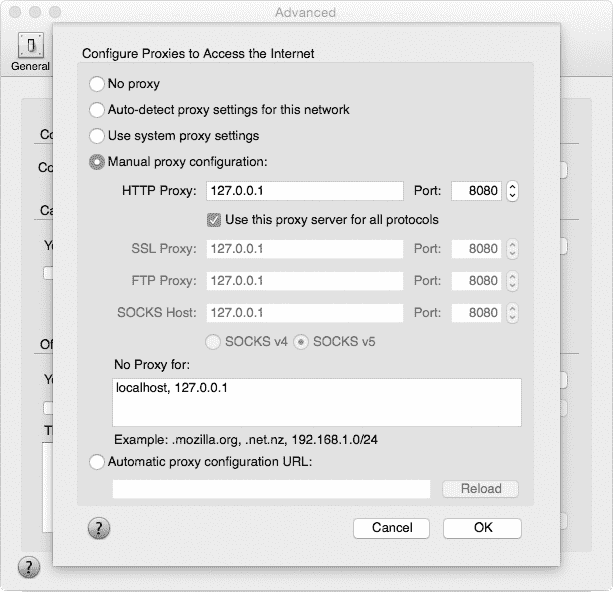 Advanced
General
Configure Proxies to Access the Internet
No proxy
Auto-detect proxy settings for this network
Use system proxy settings
Manual proxy configuration:
HTTP Proxy: 127.0.0.1 Port: 8080
Use this proxy server for all protocols
SSL Proxy: 127.0.0.1 Port: 8080
FTP Proxy: 127.0.0.1 Port: 8080
SOCKS Host: 127.0.0.1 Port: 8080
SOCKS v4 SOCKS v5
No Proxy for:
localhost, 127.0.0.1
Example: .mozilla.org, .net.nz, 192.168.1.0/24
Automatic proxy configuration URL:
Reload
? Cancel OK
?